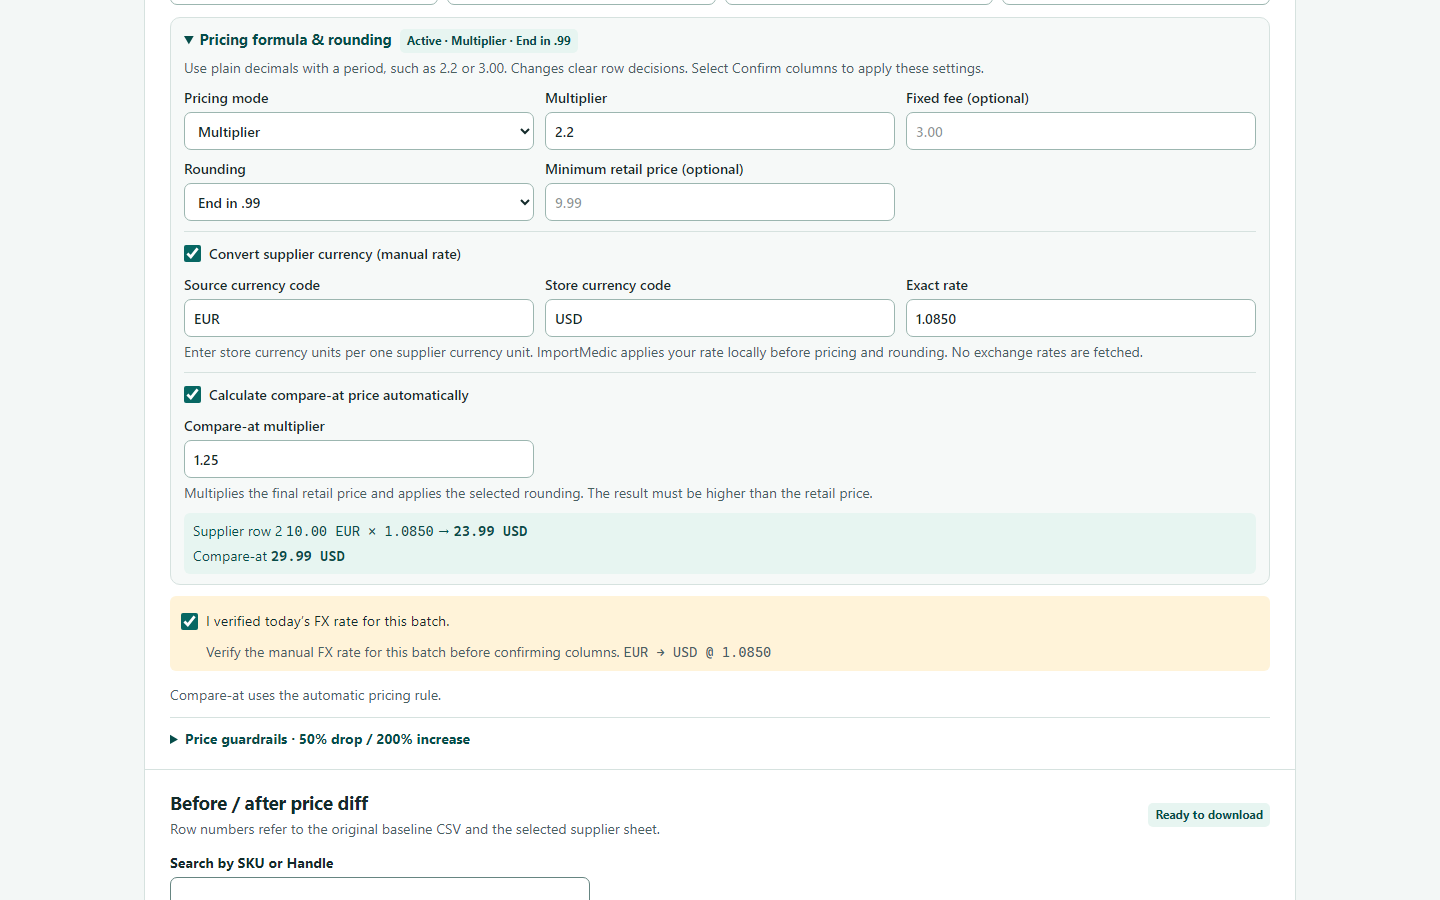 ▼ Pricing formula & rounding Active · Multiplier · End in .99
Use plain decimals with a period, such as 2.2 or 3.00. Changes clear row decisions. Select Confirm columns to apply these settings.
Pricing mode Multiplier Fixed fee (optional)
Multiplier 2.2 3.00
Rounding Minimum retail price (optional)
End in .99 9.99
Convert supplier currency (manual rate)
Source currency code Store currency code Exact rate
EUR USD 1.0850
Enter store currency units per one supplier currency unit. ImportMedic applies your rate locally before pricing and rounding. No exchange rates are fetched.
Calculate compare-at price automatically
Compare-at multiplier
1.25
Multiplies the final retail price and applies the selected rounding. The result must be higher than the retail price.
Supplier row 2 10.00 EUR × 1.0850 → 23.99 USD
Compare-at 29.99 USD
I verified today’s FX rate for this batch.
Verify the manual FX rate for this batch before confirming columns. EUR → USD @ 1.0850
Compare-at uses the automatic pricing rule.
▶ Price guardrails · 50% drop / 200% increase
Before / after price diff
Ready to download
Row numbers refer to the original baseline CSV and the selected supplier sheet.
Search by SKU or Handle